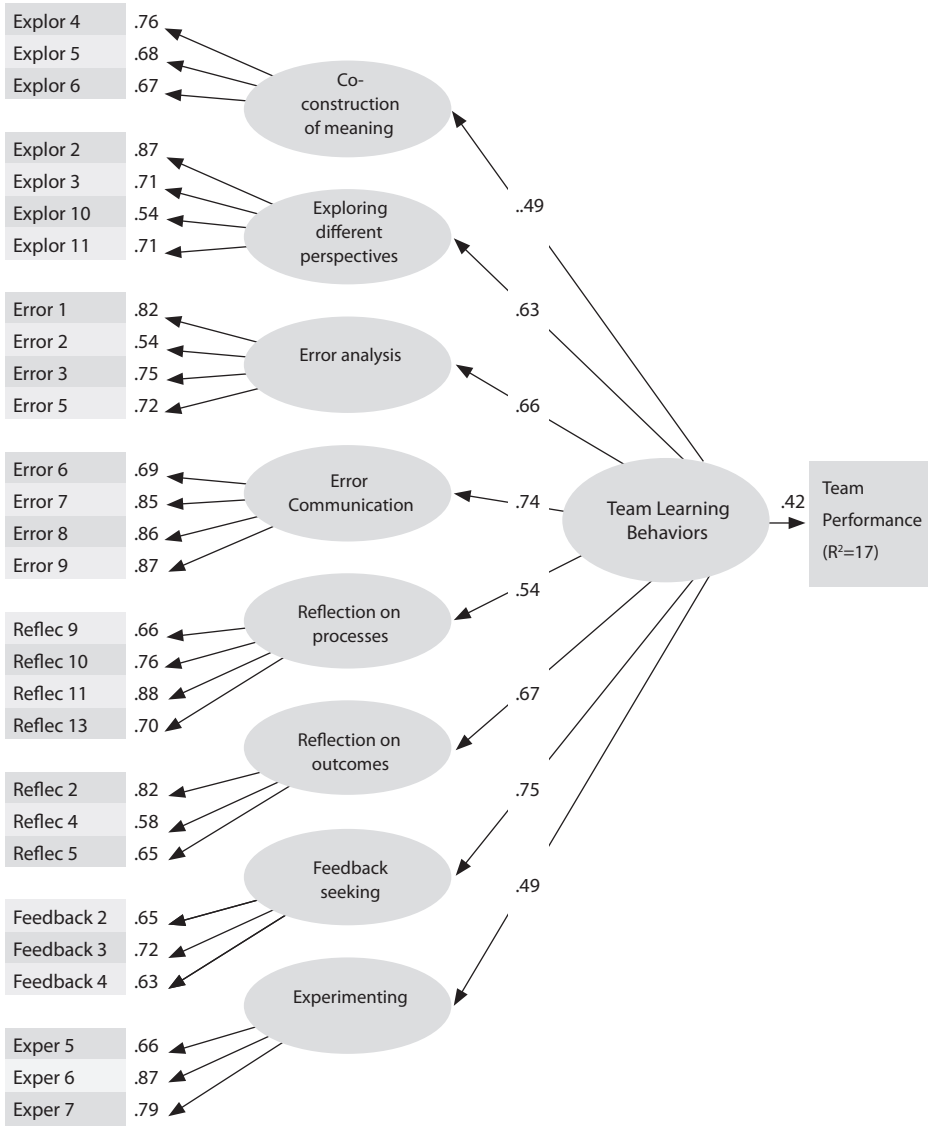 Explor 4 .76
Explor 5 .68
Explor 6 .67
Co-
construction
of meaning
Explor 2 .87
Explor 3 .71
Explor 10 .54
Explor 11 .71
Exploring
different
perspectives
..49
.63
Error 1 .82
Error 2 .54
Error 3 .75
Error 5 .72
Error analysis
.66
Error 6 .69
Error 7 .85
Error 8 .86
Error 9 .87
Error
Communication
.74
Team Learning
Behaviors
.42
Team
Performance
(R²=17)
Reflec 9 .66
Reflec 10 .76
Reflec 11 .88
Reflec 13 .70
Reflection on
processes
.54
Reflec 2 .82
Reflec 4 .58
Reflec 5 .65
Reflection on
outcomes
.67
Feedback 2 .65
Feedback 3 .72
Feedback 4 .63
Feedback
seeking
.75
Exper 5 .66
Exper 6 .87
Exper 7 .79
Experimenting
.49